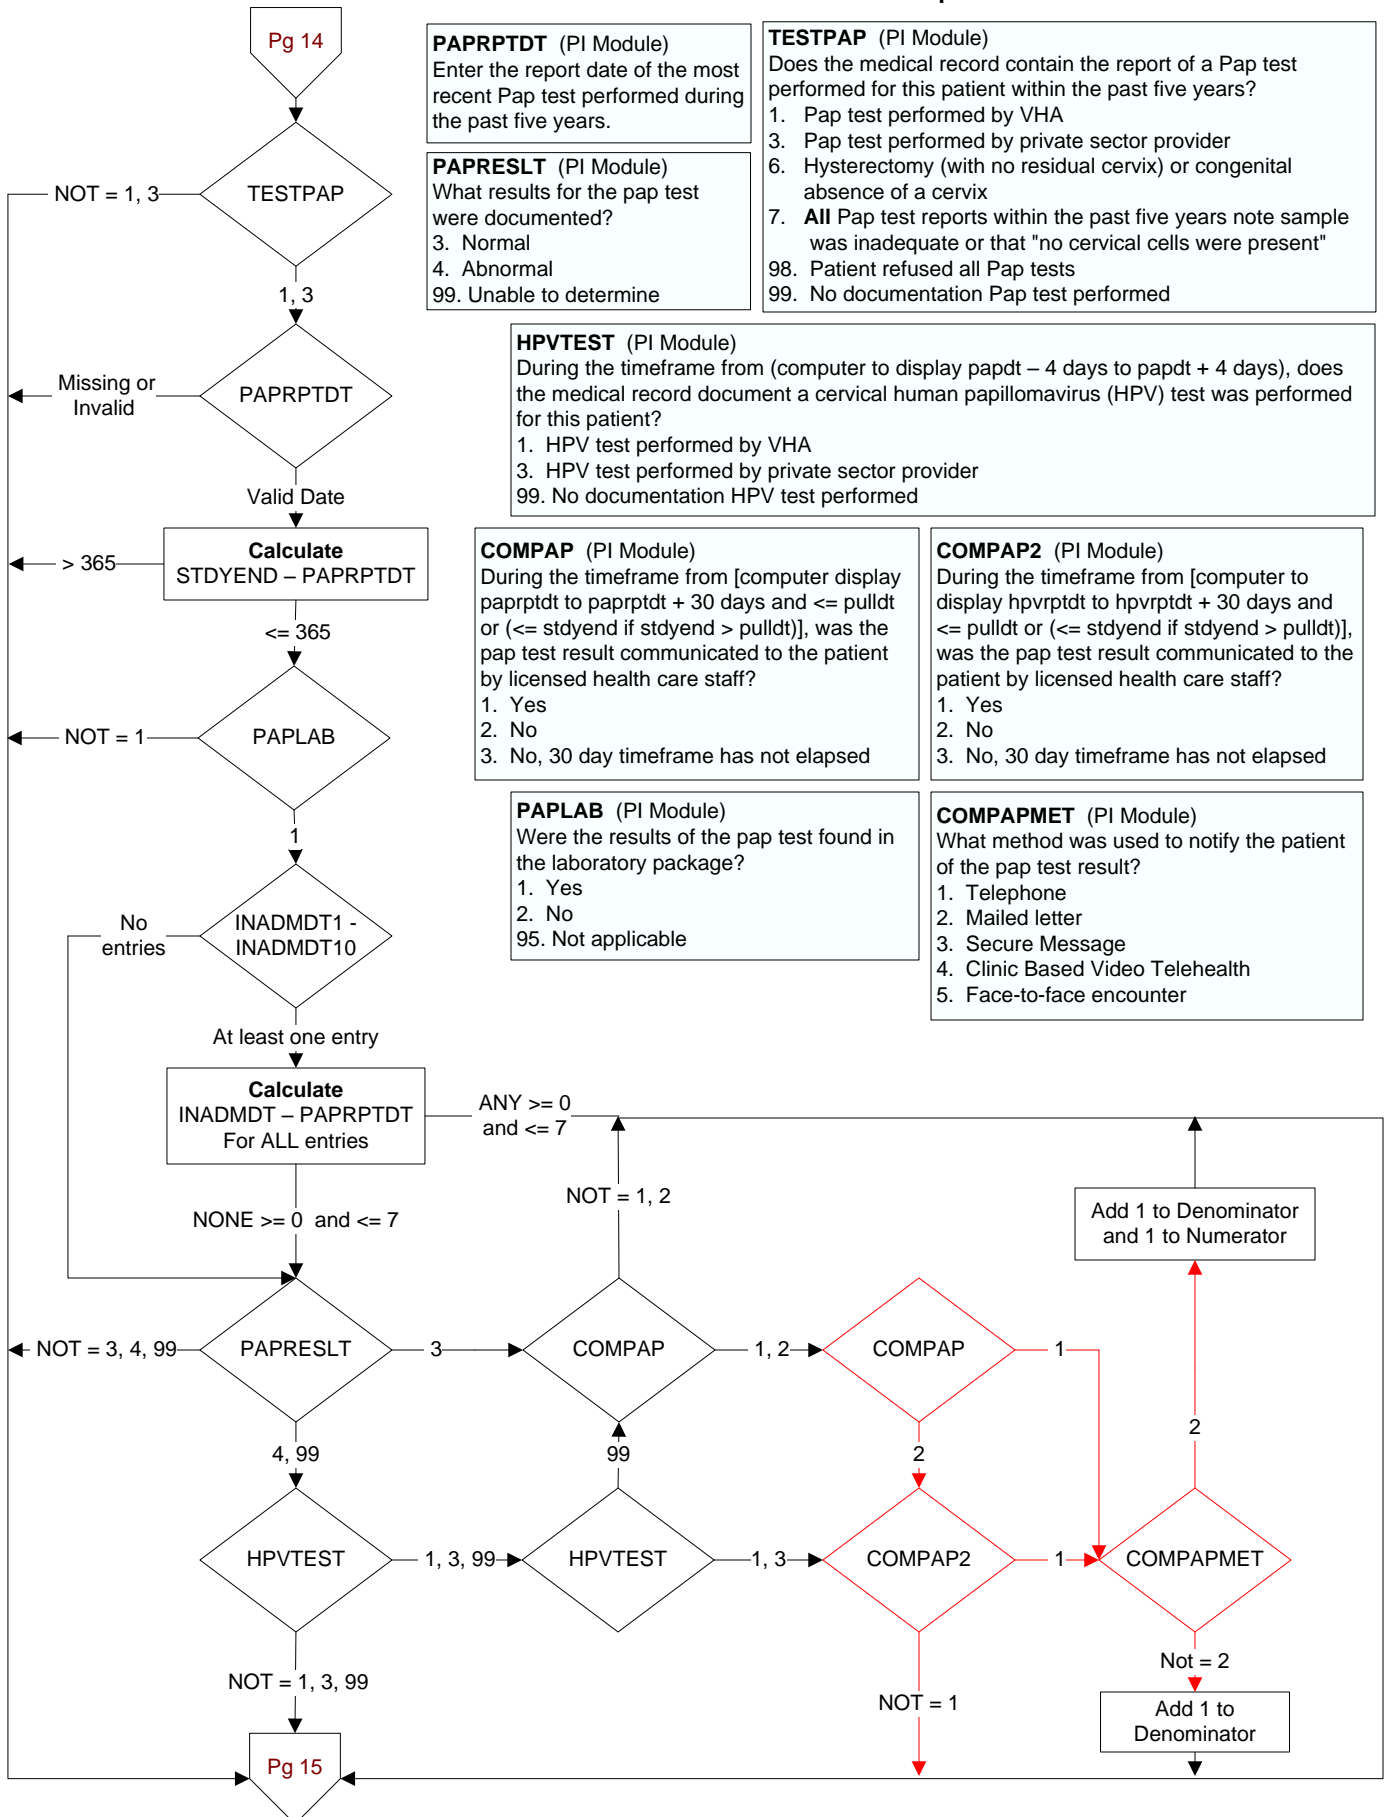 Pg 14
PAPRPTDT (PI Module)
Enter the report date of the most
recent Pap test performed during
the past five years.
TESTPAP (PI Module)
Does the medical record contain the report of a Pap test
performed for this patient within the past five years?
1. Pap test performed by VHA
3. Pap test performed by private sector provider
6. Hysterectomy (with no residual cervix) or congenital
absence of a cervix
7. All Pap test reports within the past five years note sample
was inadequate or that "no cervical cells were present"
98. Patient refused all Pap tests
99. No documentation Pap test performed
PAPRESLT (PI Module)
What results for the pap test
were documented?
3. Normal
4. Abnormal
99. Unable to determine
NOT = 1, 3
TESTPAP
1, 3
HPVTEST (PI Module)
During the timeframe from (computer to display papdt – 4 days to papdt + 4 days), does
the medical record document a cervical human papillomavirus (HPV) test was performed
for this patient?
1. HPV test performed by VHA
3. HPV test performed by private sector provider
99. No documentation HPV test performed
Missing or
Invalid
PAPRPTDT
Valid Date
Calculate
STDYEND – PAPRPTDT
> 365
<= 365
COMPAP (PI Module)
During the timeframe from [computer display
paprptdt to paprptdt + 30 days and <= pulldt
or (<= stdyend if stdyend > pulldt)], was the
pap test result communicated to the patient
by licensed health care staff?
1. Yes
2. No
3. No, 30 day timeframe has not elapsed
COMPAP2 (PI Module)
During the timeframe from [computer to
display hpvrptdt to hpvrptdt + 30 days and
<= pulldt or (<= stdyend if stdyend > pulldt)],
was the pap test result communicated to the
patient by licensed health care staff?
1. Yes
2. No
3. No, 30 day timeframe has not elapsed
NOT = 1
PAPLAB
1
PAPLAB (PI Module)
Were the results of the pap test found in
the laboratory package?
1. Yes
2. No
95. Not applicable
COMPAPMET (PI Module)
What method was used to notify the patient
of the pap test result?
1. Telephone
2. Mailed letter
3. Secure Message
4. Clinic Based Video Telehealth
5. Face-to-face encounter
No
entries
INADMDT1 -
INADMDT10
At least one entry
Calculate
INADMDT – PAPRPTDT
For ALL entries
ANY >= 0
and <= 7
NONE >= 0 and <= 7
NOT = 1, 2
Add 1 to Denominator
and 1 to Numerator
NOT = 3, 4, 99
PAPRESLT
3
COMPAP
1, 2
COMPAP
1
4, 99
99
2
2
HPVTEST
1, 3, 99
HPVTEST
1, 3
COMPAP2
1
COMPAPMET
NOT = 1, 3, 99
NOT = 1
Not = 2
Add 1 to
Denominator
Pg 15